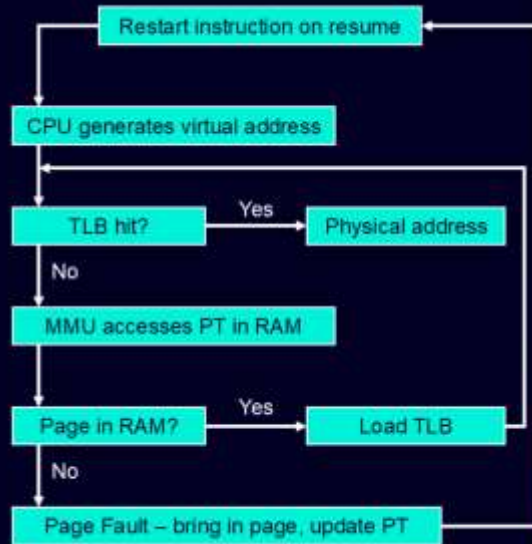 Restart instruction on resume
CPU generates virtual address
TLB hit?
Yes
Physical address
No
MMU accesses PT in RAM
Page in RAM?
Yes
Load TLB
No
Page Fault – bring in page, update PT